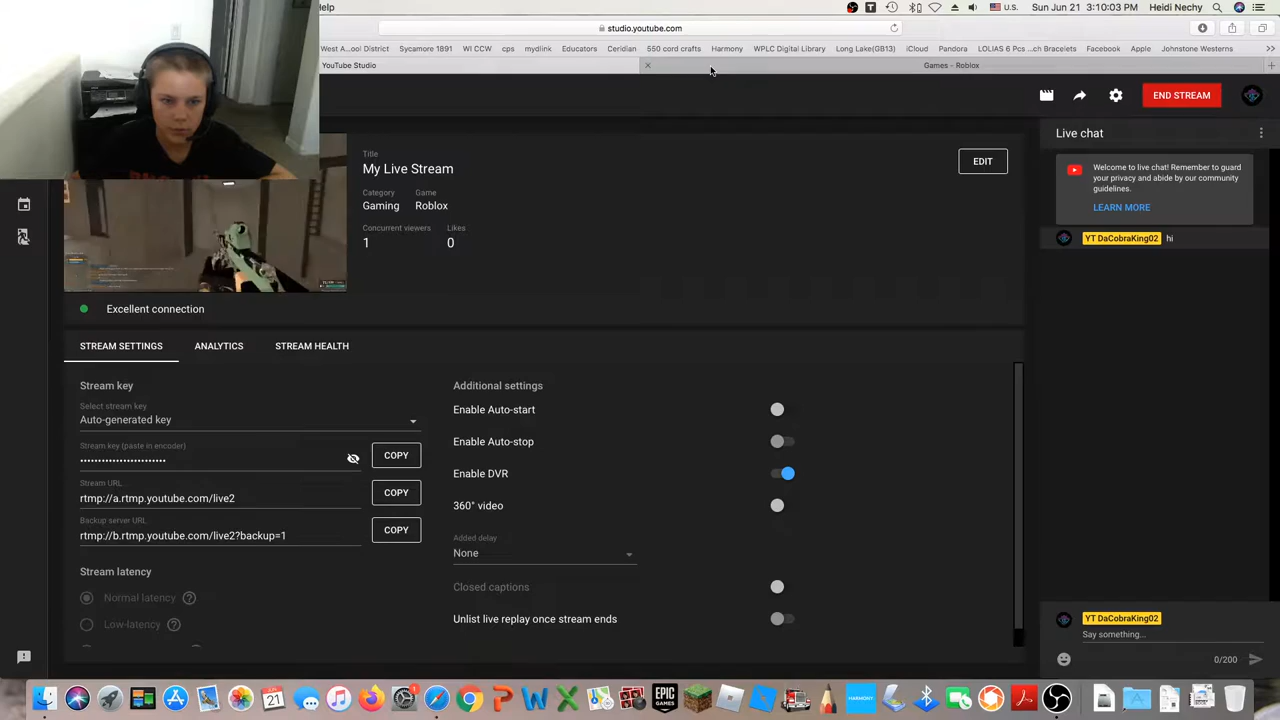 Help
U.S.
Sun Jun 21 3:10:03 PM
Heidi Nechy
studio.youtube.com
West A...ool District
Sycamore 1891
WI CCW
cps
mydlink
Educators
Ceridian
550 cord crafts
Harmony
WPLC Digital Library
Long Lake(GB13)
iCloud
Pandora
LOLIAS 6 Pcs ...ch Bracelets
Facebook
Apple
Johnstone Westerns
YouTube Studio
Games - Roblox
END STREAM
Title
My Live Stream
EDIT
Category
Game
Gaming
Roblox
Concurrent viewers
Likes
1
0
Excellent connection
STREAM SETTINGS
ANALYTICS
STREAM HEALTH
Stream key
Select stream key
Auto-generated key
Stream key (paste in encoder)
••••••••••••••••••••••••
COPY
Stream URL
rtmp://a.rtmp.youtube.com/live2
COPY
Backup server URL
rtmp://b.rtmp.youtube.com/live2?backup=1
COPY
Stream latency
Normal latency
Low-latency
Additional settings
Enable Auto-start
Enable Auto-stop
Enable DVR
360° video
Added delay
None
Closed captions
Unlist live replay once stream ends
Live chat
Welcome to live chat! Remember to guard
your privacy and abide by our community
guidelines.
LEARN MORE
YT DaCobraKing02 hi
YT DaCobraKing02
Say something...
0/200
EPIC
GAMES
HARMONY